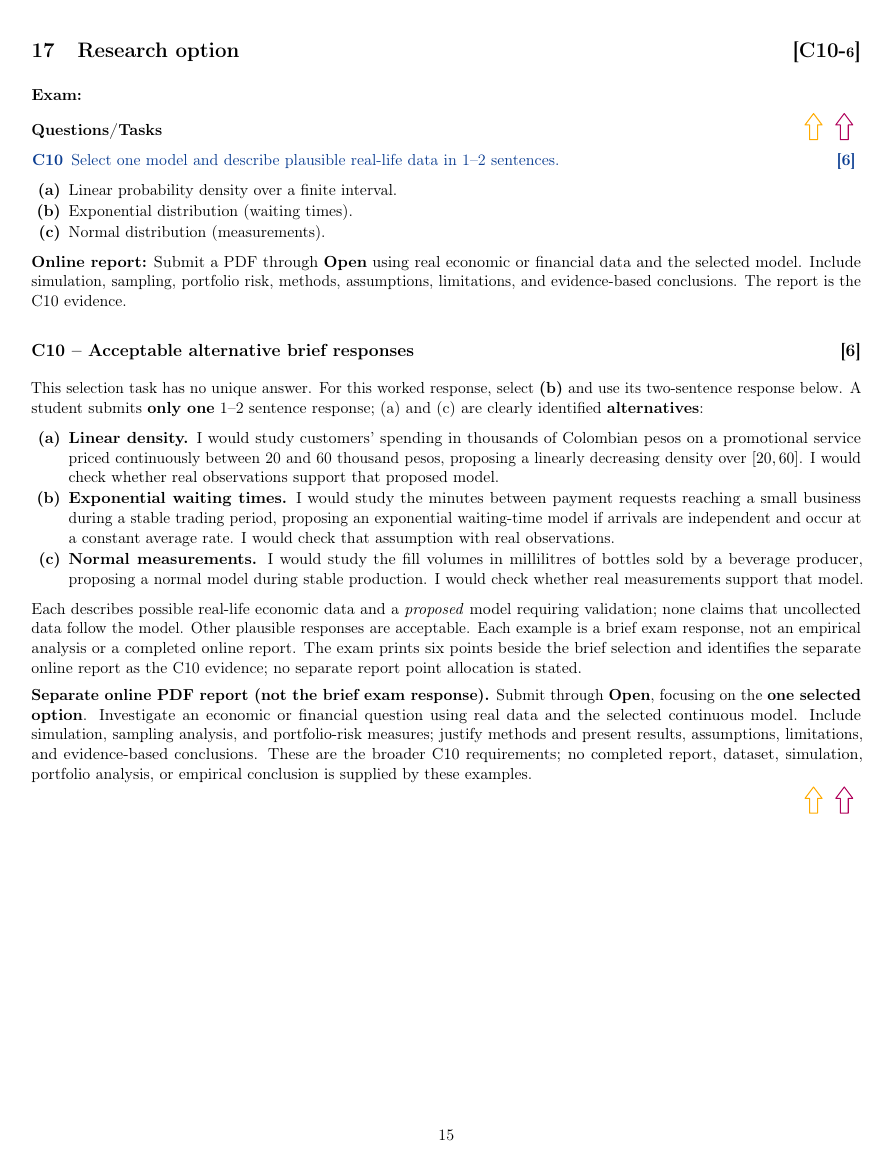 17 Research option [C10-6]
Exam:
Questions/Tasks
C10 Select one model and describe plausible real-life data in 1–2 sentences. [6]
(a) Linear probability density over a finite interval.
(b) Exponential distribution (waiting times).
(c) Normal distribution (measurements).
Online report: Submit a PDF through Open using real economic or financial data and the selected model. Include
simulation, sampling, portfolio risk, methods, assumptions, limitations, and evidence-based conclusions. The report is the
C10 evidence.
C10 – Acceptable alternative brief responses [6]
This selection task has no unique answer. For this worked response, select (b) and use its two-sentence response below. A
student submits only one 1–2 sentence response; (a) and (c) are clearly identified alternatives:
(a) Linear density. I would study customers’ spending in thousands of Colombian pesos on a promotional service
priced continuously between 20 and 60 thousand pesos, proposing a linearly decreasing density over [20, 60]. I would
check whether real observations support that proposed model.
(b) Exponential waiting times. I would study the minutes between payment requests reaching a small business
during a stable trading period, proposing an exponential waiting-time model if arrivals are independent and occur at
a constant average rate. I would check that assumption with real observations.
(c) Normal measurements. I would study the fill volumes in millilitres of bottles sold by a beverage producer,
proposing a normal model during stable production. I would check whether real measurements support that model.
Each describes possible real-life economic data and a proposed model requiring validation; none claims that uncollected
data follow the model. Other plausible responses are acceptable. Each example is a brief exam response, not an empirical
analysis or a completed online report. The exam prints six points beside the brief selection and identifies the separate
online report as the C10 evidence; no separate report point allocation is stated.
Separate online PDF report (not the brief exam response). Submit through Open, focusing on the one selected
option. Investigate an economic or financial question using real data and the selected continuous model. Include
simulation, sampling analysis, and portfolio-risk measures; justify methods and present results, assumptions, limitations,
and evidence-based conclusions. These are the broader C10 requirements; no completed report, dataset, simulation,
portfolio analysis, or empirical conclusion is supplied by these examples.
15